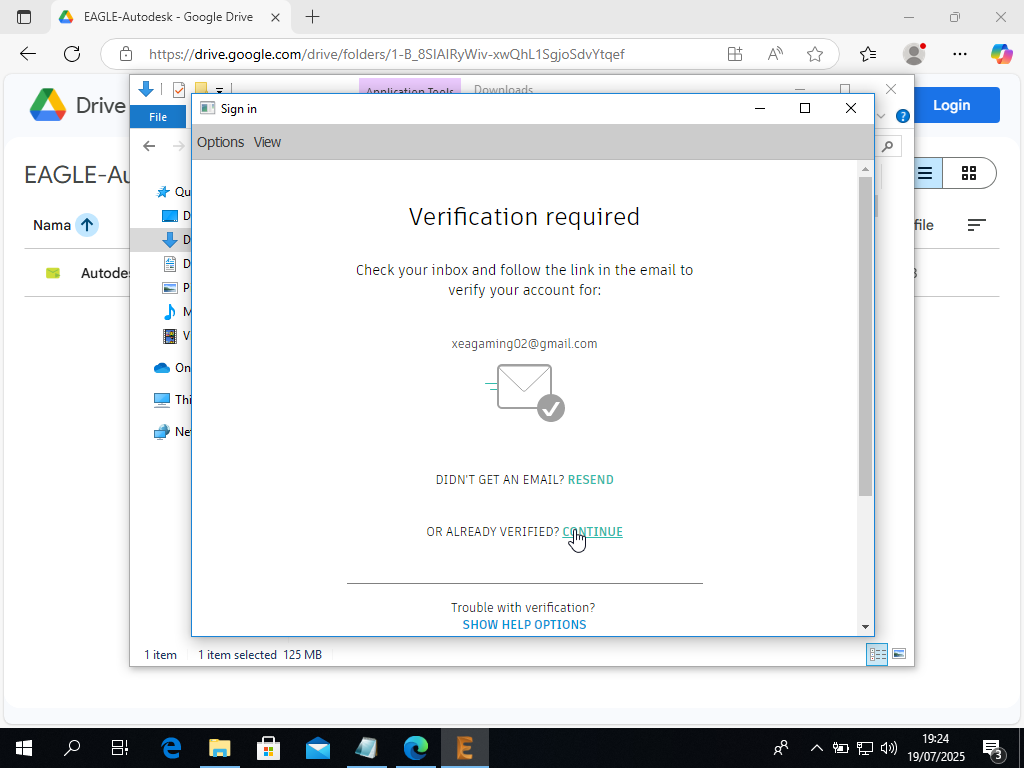 EAGLE-Autodesk - Google Drive
https://drive.google.com/drive/folders/1-B_8SIAIRyWiv-xwQhL1SgjoSdvYtqef
Drive
Login
Application Tools
Downloads
File
Sign in
Options View
EAGLE-Au
Nama
file
Autodes
Qu
D
D
D
P
M
V
On
Thi
Ne
Verification required
Check your inbox and follow the link in the email to
verify your account for:
xeagaming02@gmail.com
DIDN'T GET AN EMAIL? RESEND
OR ALREADY VERIFIED? CONTINUE
Trouble with verification?
SHOW HELP OPTIONS
1 item 1 item selected 125 MB
19:24
19/07/2025
3